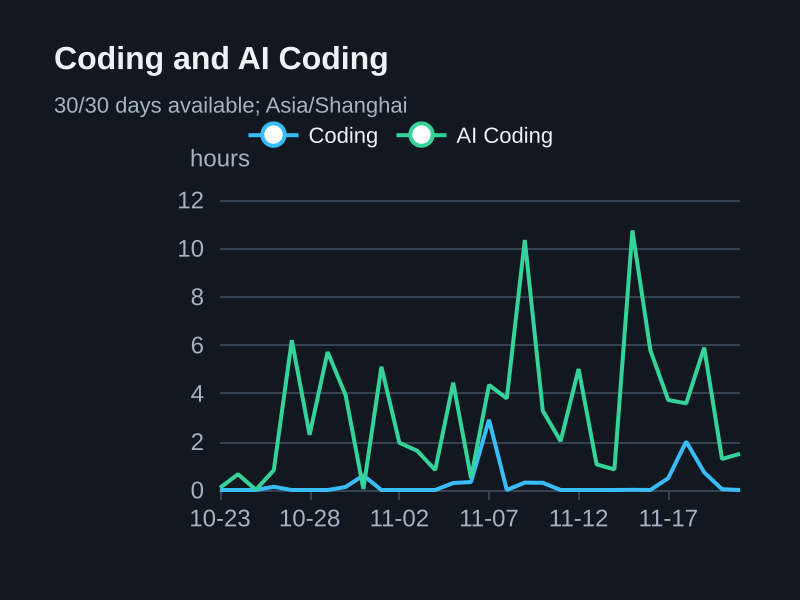 Coding and AI Coding
30/30 days available; Asia/Shanghai
Coding AI Coding
hours
12
10
8
6
4
2
0
10-23 10-28 11-02 11-07 11-12 11-17